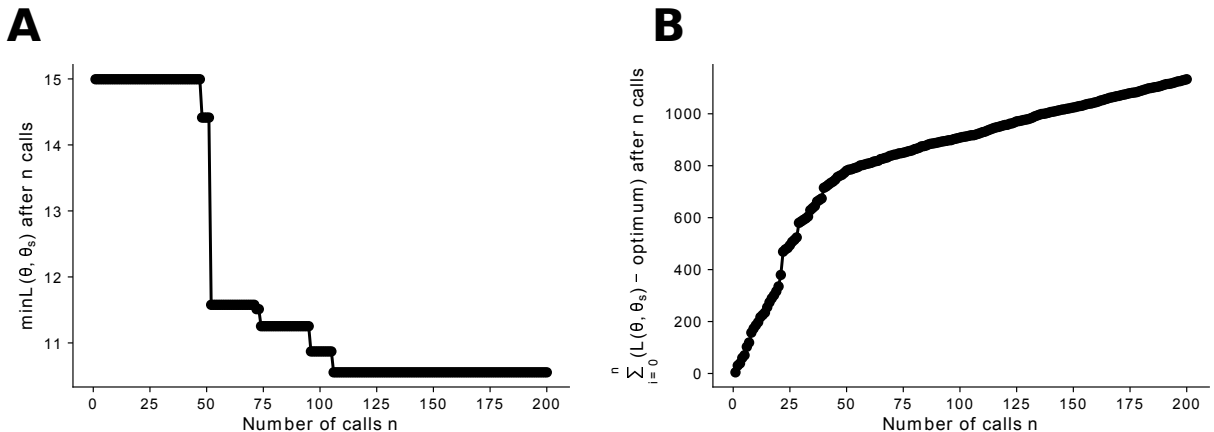 A
minL (θ, θs) after n calls
15
14
13
12
11
0 25 50 75 100 125 150 175 200
Number of calls n
B
n
∑ (L(θ, θs) − optimum) after n calls
i = 0
1000
800
600
400
200
0
0 25 50 75 100 125 150 175 200
Number of calls n